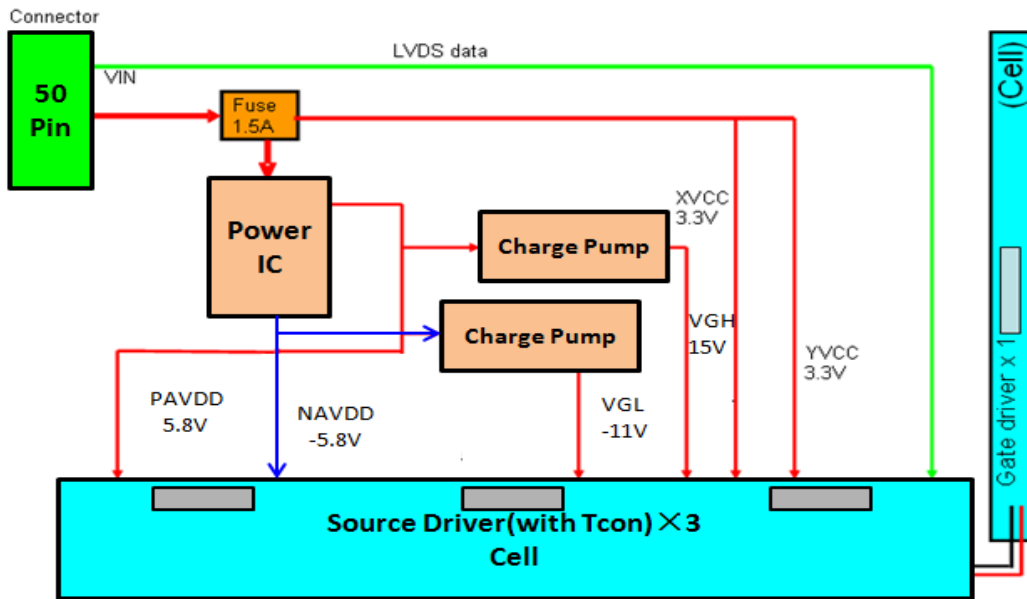 Connector
50
Pin
VIN
LVDS data
Fuse
1.5A
Power
IC
Charge Pump
Charge Pump
XVCC
3.3V
VGH
15V
YVCC
3.3V
PAVDD
5.8V
NAVDD
-5.8V
VGL
-11V
Source Driver(with Tcon)×3
Cell
Gate driver x 1
(Cell)